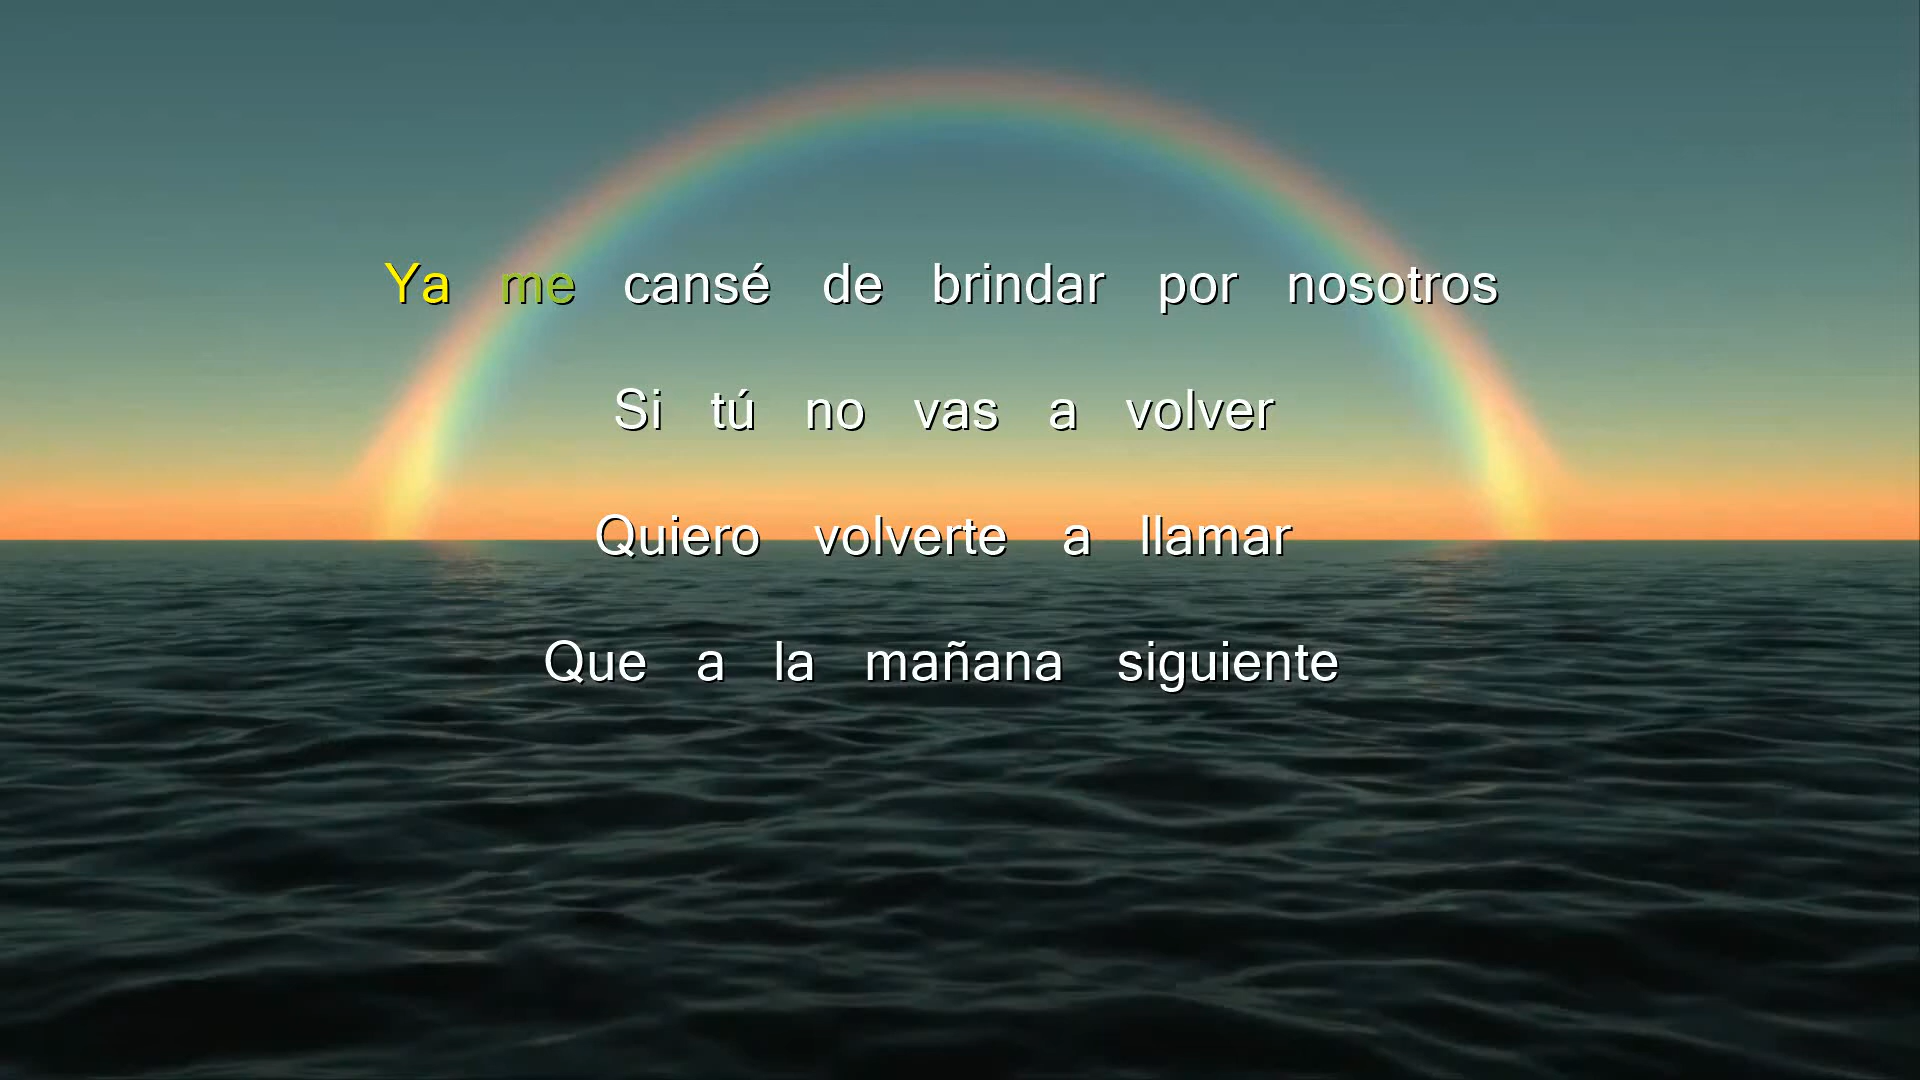 Ya me cansé de brindar por nosotros
Si tú no vas a volver
Quiero volverte a llamar
Que a la mañana siguiente